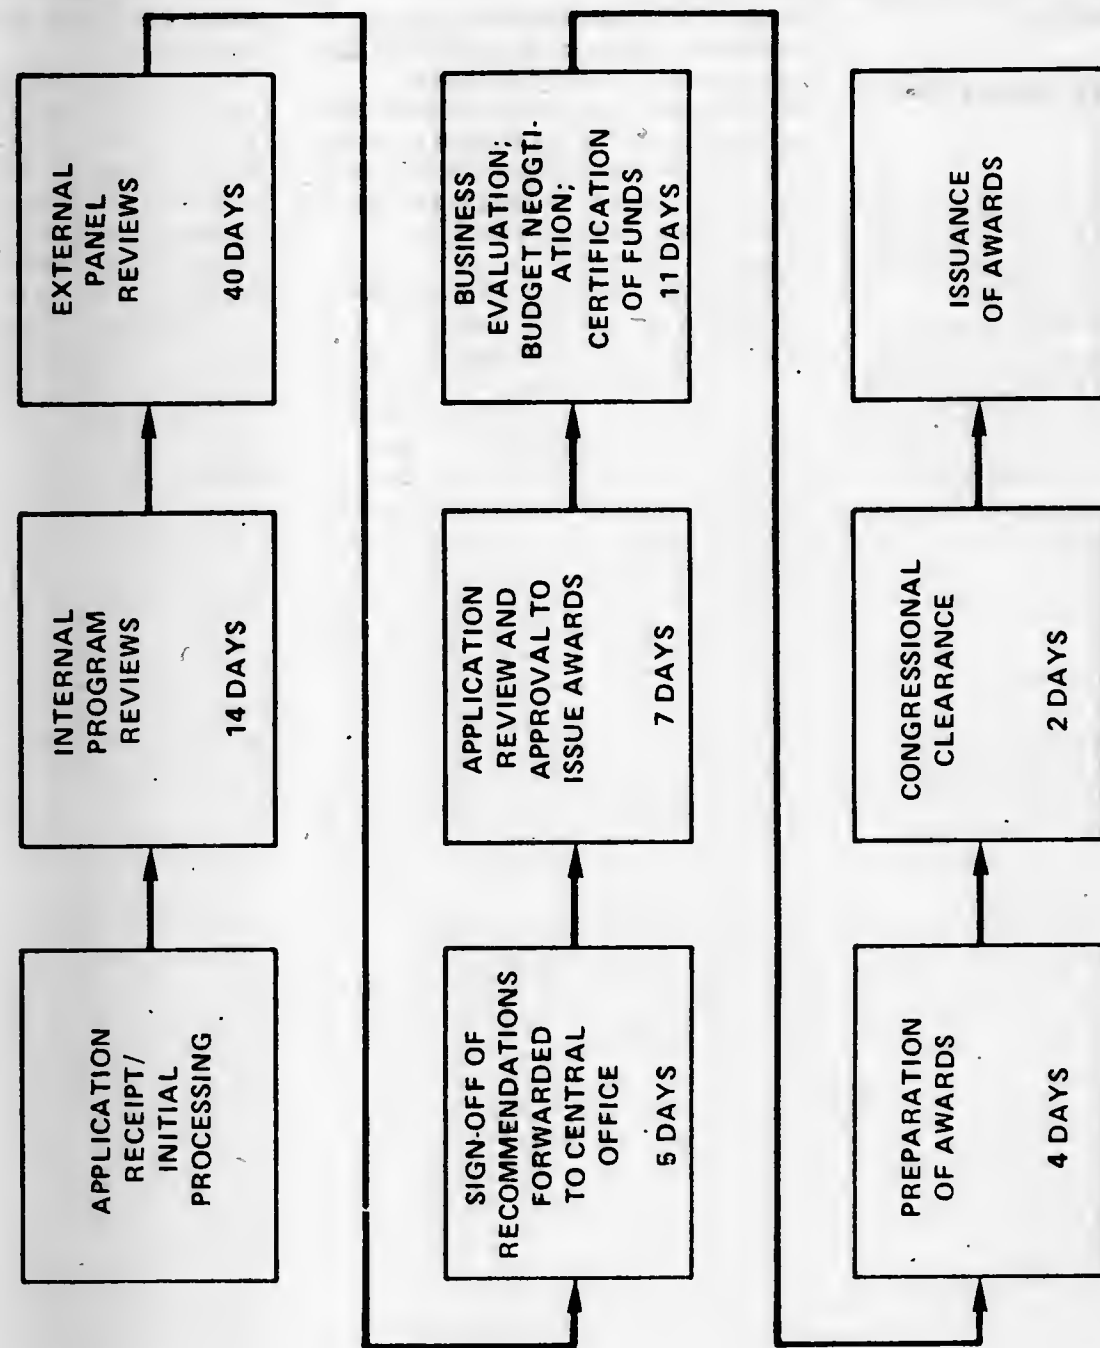 APPLICATION
RECEIPT/
INITIAL
PROCESSING
INTERNAL
PROGRAM
REVIEWS
14 DAYS
EXTERNAL
PANEL
REVIEWS
40 DAYS
SIGN-OFF OF
RECOMMENDATIONS
FORWARDED
TO CENTRAL
OFFICE
5 DAYS
APPLICATION
REVIEW AND
APPROVAL TO
ISSUE AWARDS
7 DAYS
BUSINESS
EVALUATION;
BUDGET NEOGTI-
ATION;
CERTIFICATION
OF FUNDS
11 DAYS
PREPARATION
OF AWARDS
4 DAYS
CONGRESSIONAL
CLEARANCE
2 DAYS
ISSUANCE
OF AWARDS